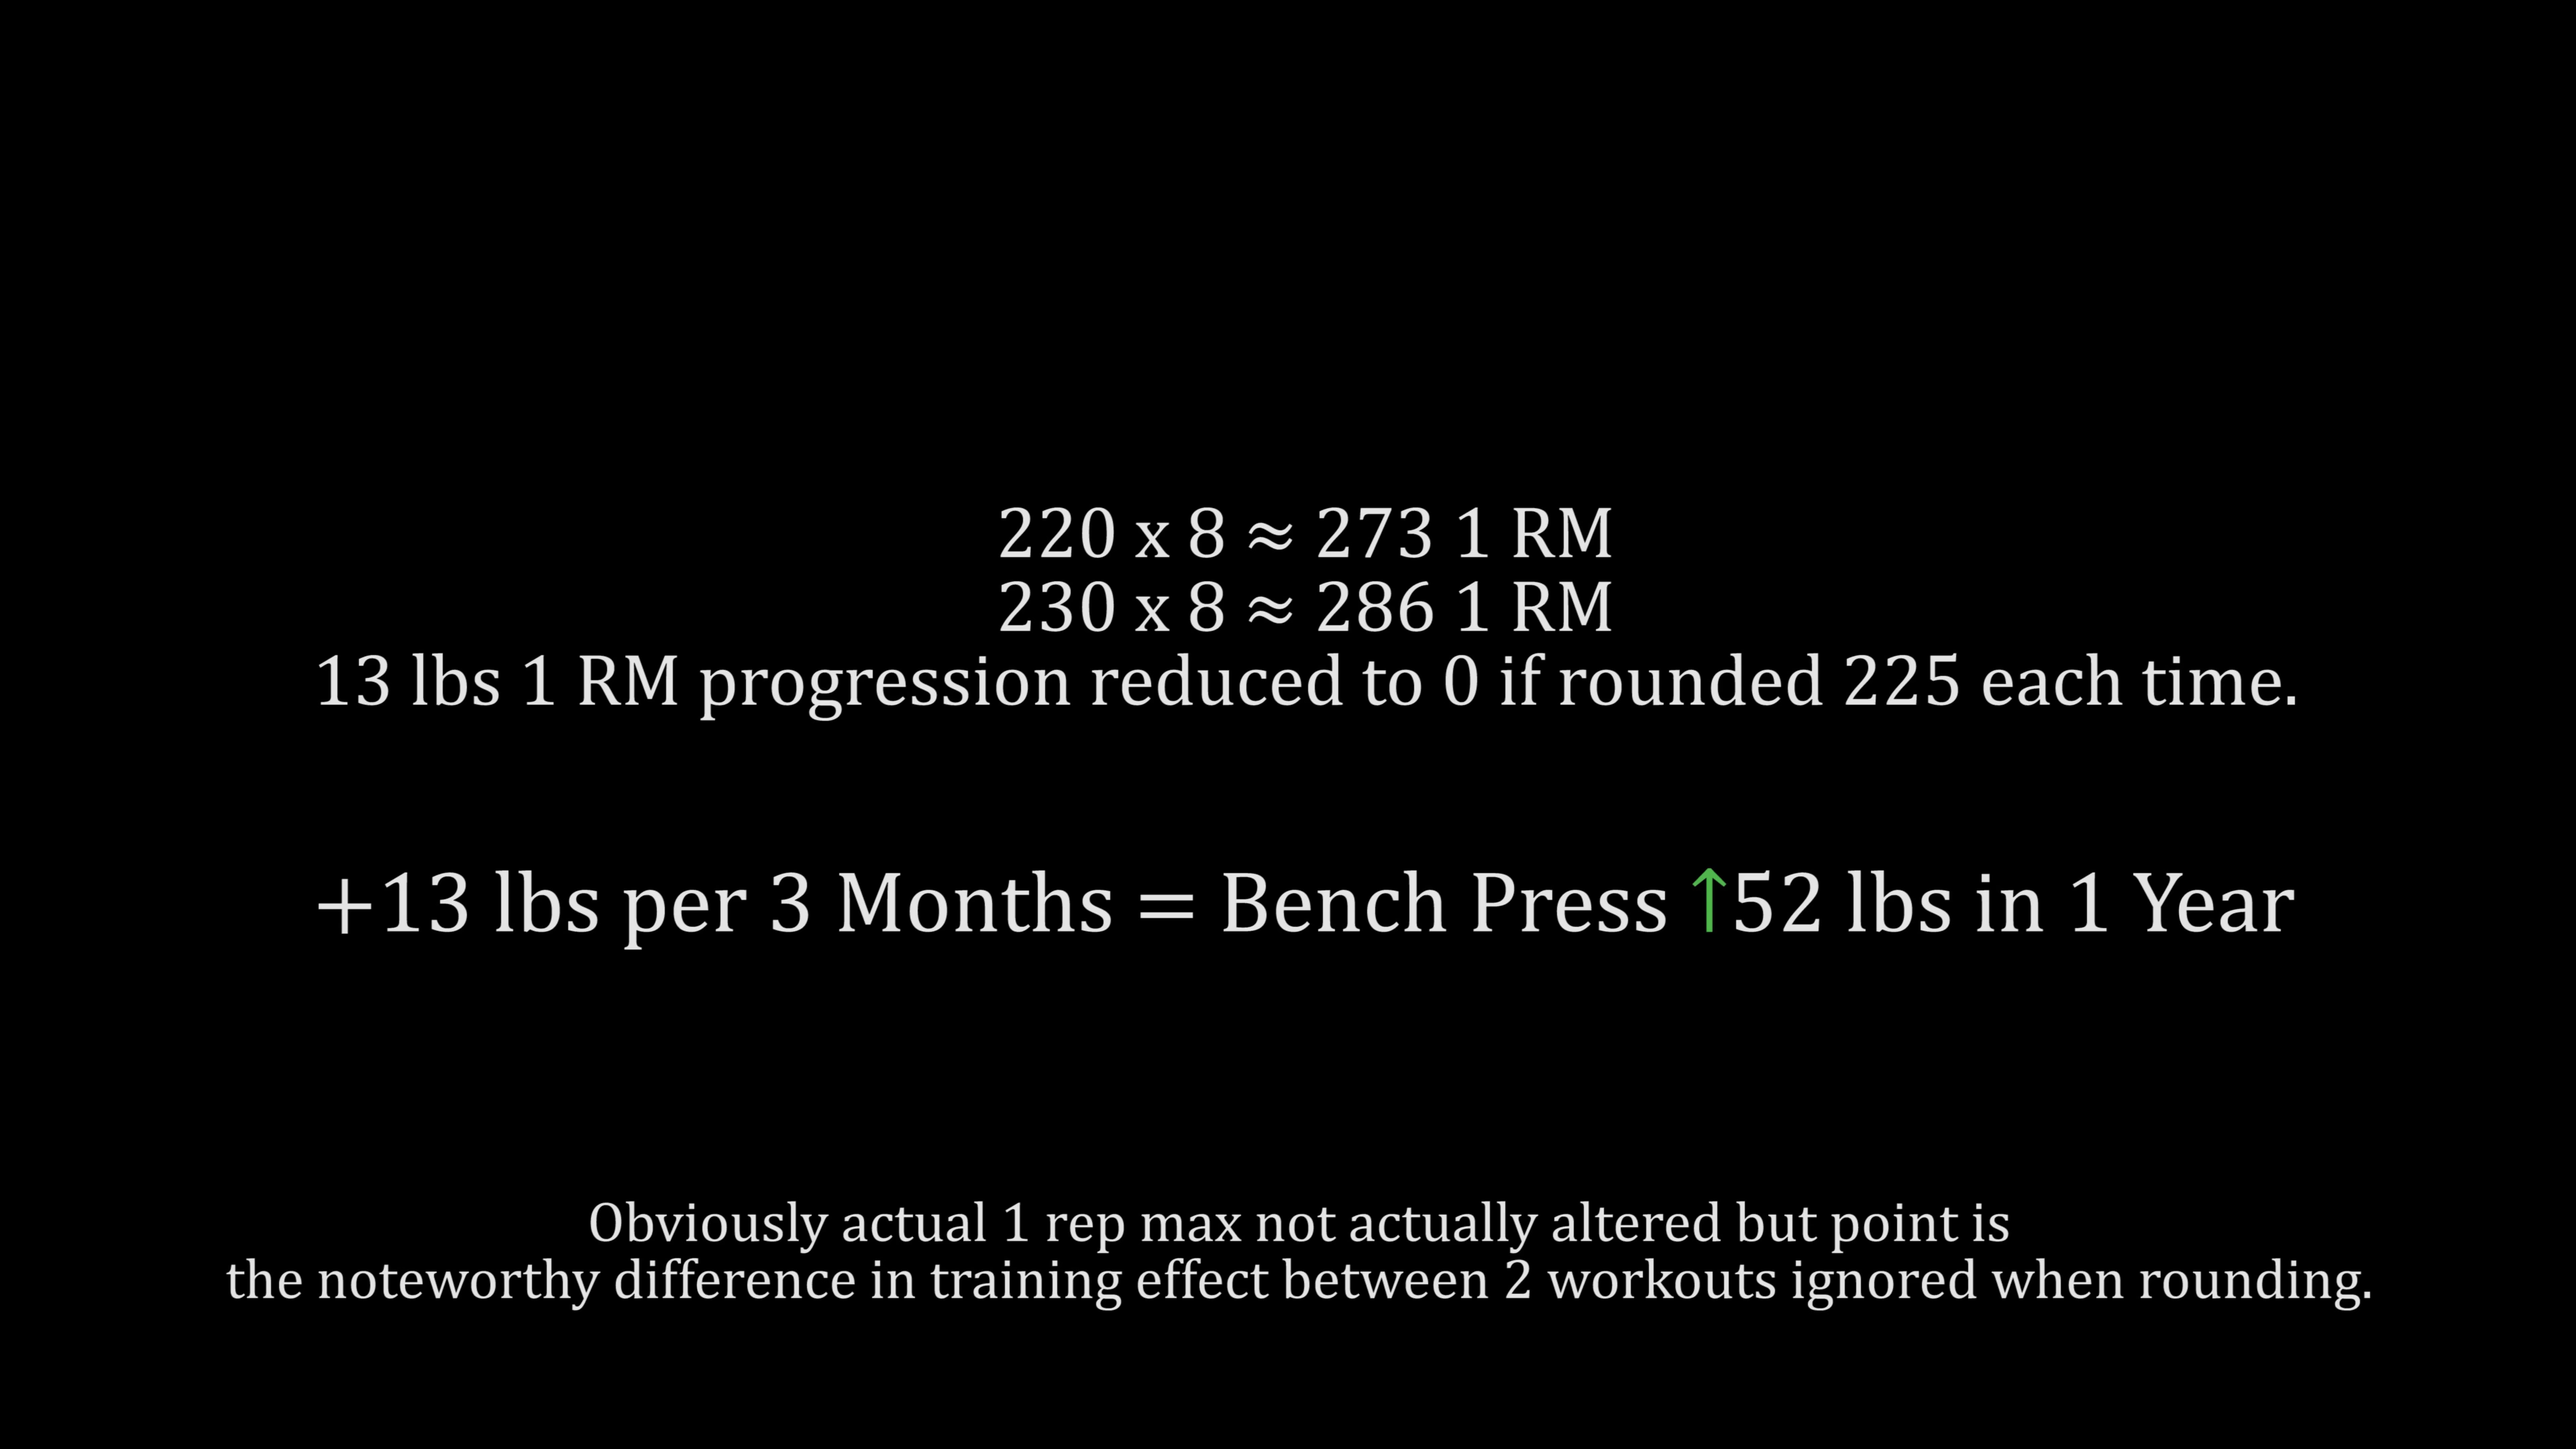 220 x 8 ≈ 273 1 RM
230 x 8 ≈ 286 1 RM
13 lbs 1 RM progression reduced to 0 if rounded 225 each time.
+13 lbs per 3 Months = Bench Press ↑52 lbs in 1 Year
Obviously actual 1 rep max not actually altered but point is
the noteworthy difference in training effect between 2 workouts ignored when rounding.